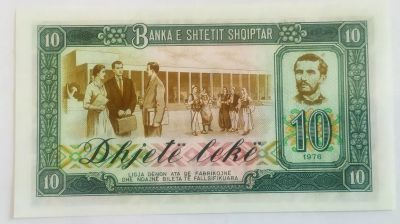 10 BANKA E SHTETIT SHQIPTAR 10
10
1976
Dhjetë lekë
LIGJA DENON ATA QË FABRIKOJNË
DHE NDAJNË BILETA TË FALLSIFIKUARA
10 10